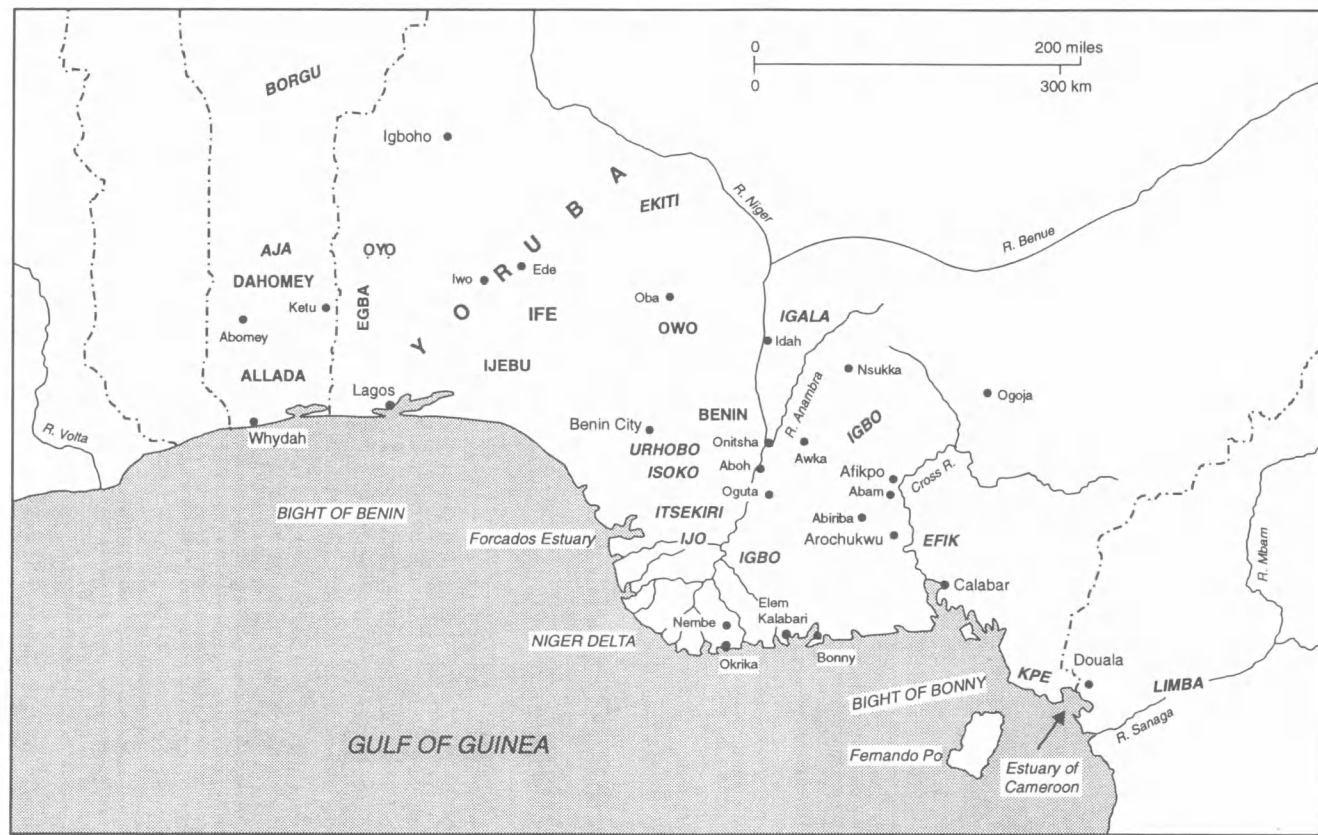 0 200 miles
0 300 km
BORGU
Igboho
YORUBA
EKITI
R. Niger
R. Benue
AJA
OYO
DAHOMEY
Iwo
Ede
Ketu
EGBA
Oba
IFE
OWO
Abomey
IGALA
Idah
ALLADA
IJEBU
Nsukka
R. Anambra
Lagos
Ogoja
R. Volta
Whydah
BENIN
Benin City
IGBO
URHOBO
Onitsha
Awka
ISOKO
Aboh
Afikpo
Cross R.
Oguta
Abam
BIGHT OF BENIN
ITSEKIRI
Abiriba
Forcados Estuary
IJO
Arochukwu
EFIK
IGBO
R. Mbam
Calabar
Elem
Kalabari
Nembe
NIGER DELTA
Okrika
Bonny
KPE
Douala
BIGHT OF BONNY
LIMBA
R. Sanaga
GULF OF GUINEA
Fernando Po
Estuary of
Cameroon